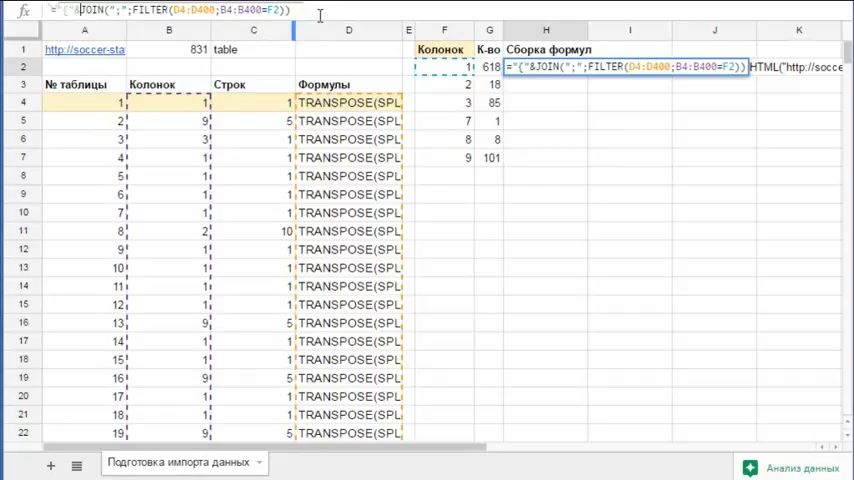 fx ="{"&JOIN(";";FILTER(D4:D400;B4:B400=F2))
A B C D E F G H I J K
1 http://soccer-sta 831 table Колонок К-во Сборка формул
2 1 618 ="{"&JOIN(";";FILTER(D4:D400;B4:B400=F2)) HTML("http://socce
3 № таблицы Колонок Строк Формулы 2 18
4 1 1 1 TRANSPOSE(SPL 3 85
5 2 9 5 TRANSPOSE(SPL 7 1
6 3 3 1 TRANSPOSE(SPL 8 8
7 4 1 1 TRANSPOSE(SPL 9 101
8 5 1 1 TRANSPOSE(SPL
9 6 1 1 TRANSPOSE(SPL
10 7 1 1 TRANSPOSE(SPL
11 8 2 10 TRANSPOSE(SPL
12 9 1 1 TRANSPOSE(SPL
13 10 1 1 TRANSPOSE(SPL
14 11 1 1 TRANSPOSE(SPL
15 12 1 1 TRANSPOSE(SPL
16 13 9 5 TRANSPOSE(SPL
17 14 1 1 TRANSPOSE(SPL
18 15 1 1 TRANSPOSE(SPL
19 16 9 5 TRANSPOSE(SPL
20 17 1 1 TRANSPOSE(SPL
21 18 1 1 TRANSPOSE(SPL
22 19 9 5 TRANSPOSE(SPL
Подготовка импорта данных
Анализ данных